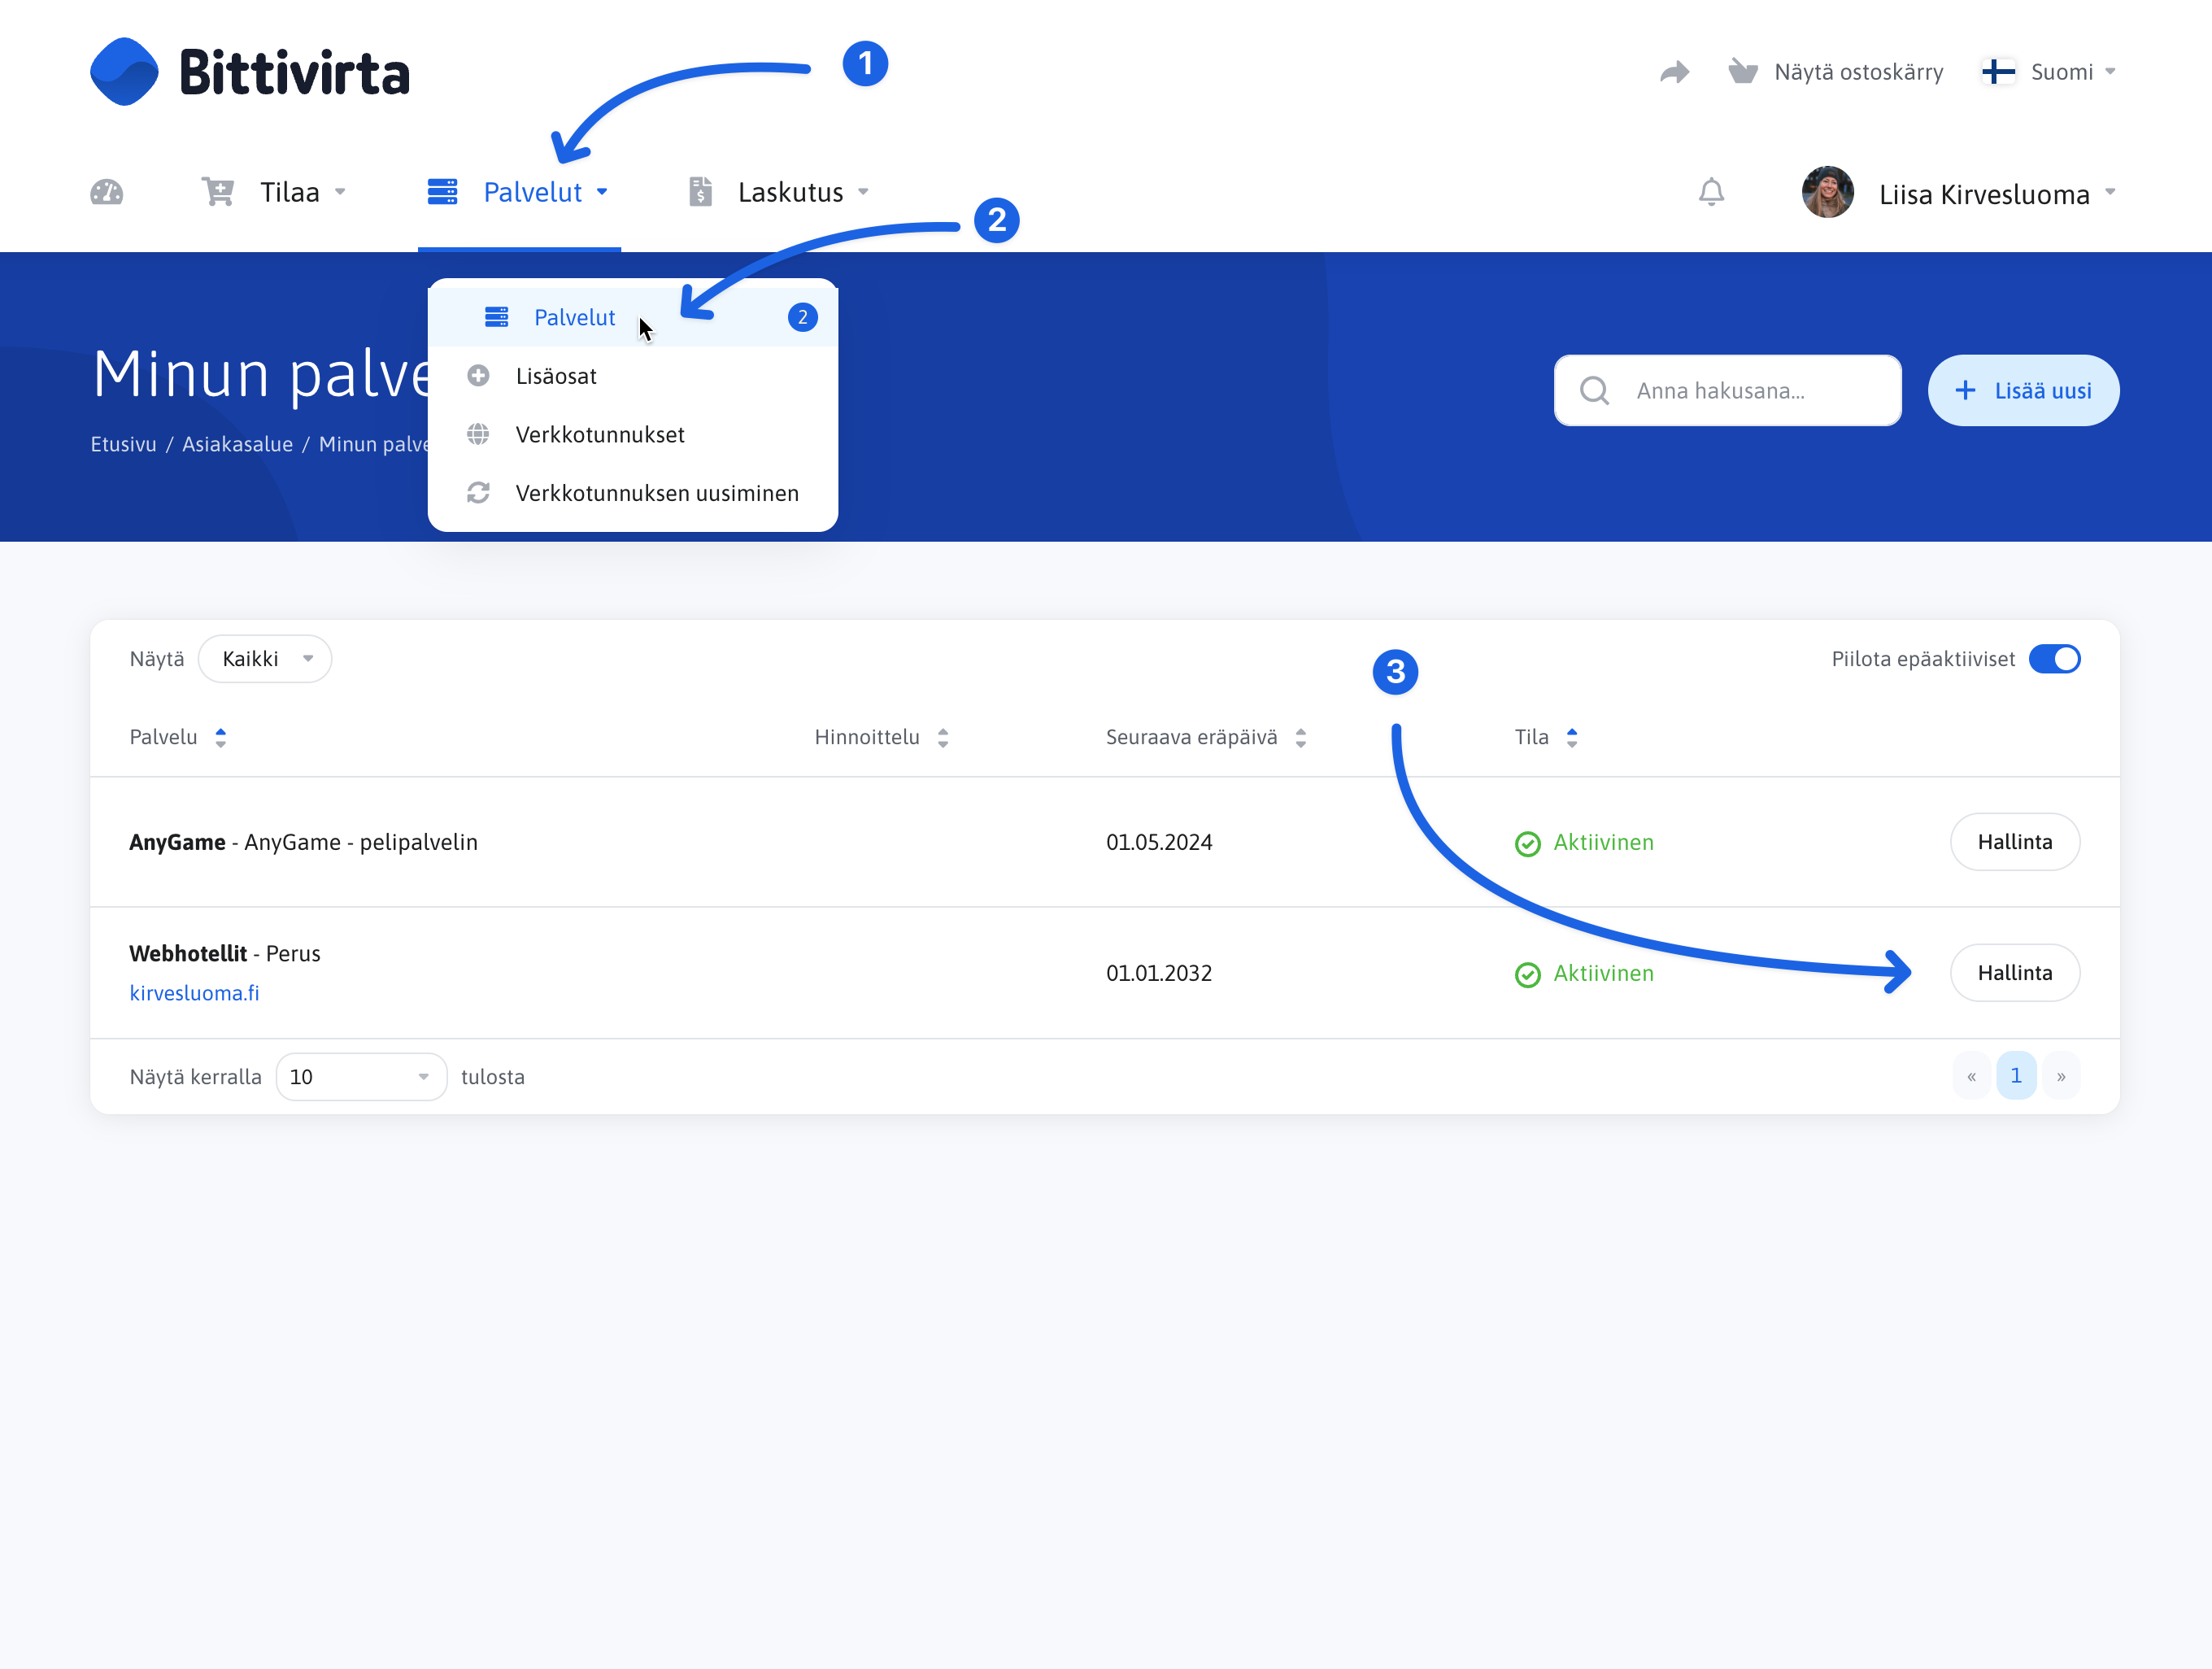 Bittivirta
1
Näytä ostoskärry
Suomi
Tilaa
Palvelut
Laskutus
Liisa Kirvesluoma
2
Palvelut
2
Lisäosat
Verkkotunnukset
Verkkotunnuksen uusiminen
Minun palve
Etusivu / Asiakasalue / Minun palve
Anna hakusana...
+ Lisää uusi
Näytä Kaikki
3
Piilota epäaktiiviset
Palvelu Hinnoittelu Seuraava eräpäivä Tila
AnyGame - AnyGame - pelipalvelin 01.05.2024 Aktiivinen Hallinta
Webhotellit - Perus
kirvesluoma.fi
01.01.2032 Aktiivinen Hallinta
Näytä kerralla 10 tulosta
« 1 »